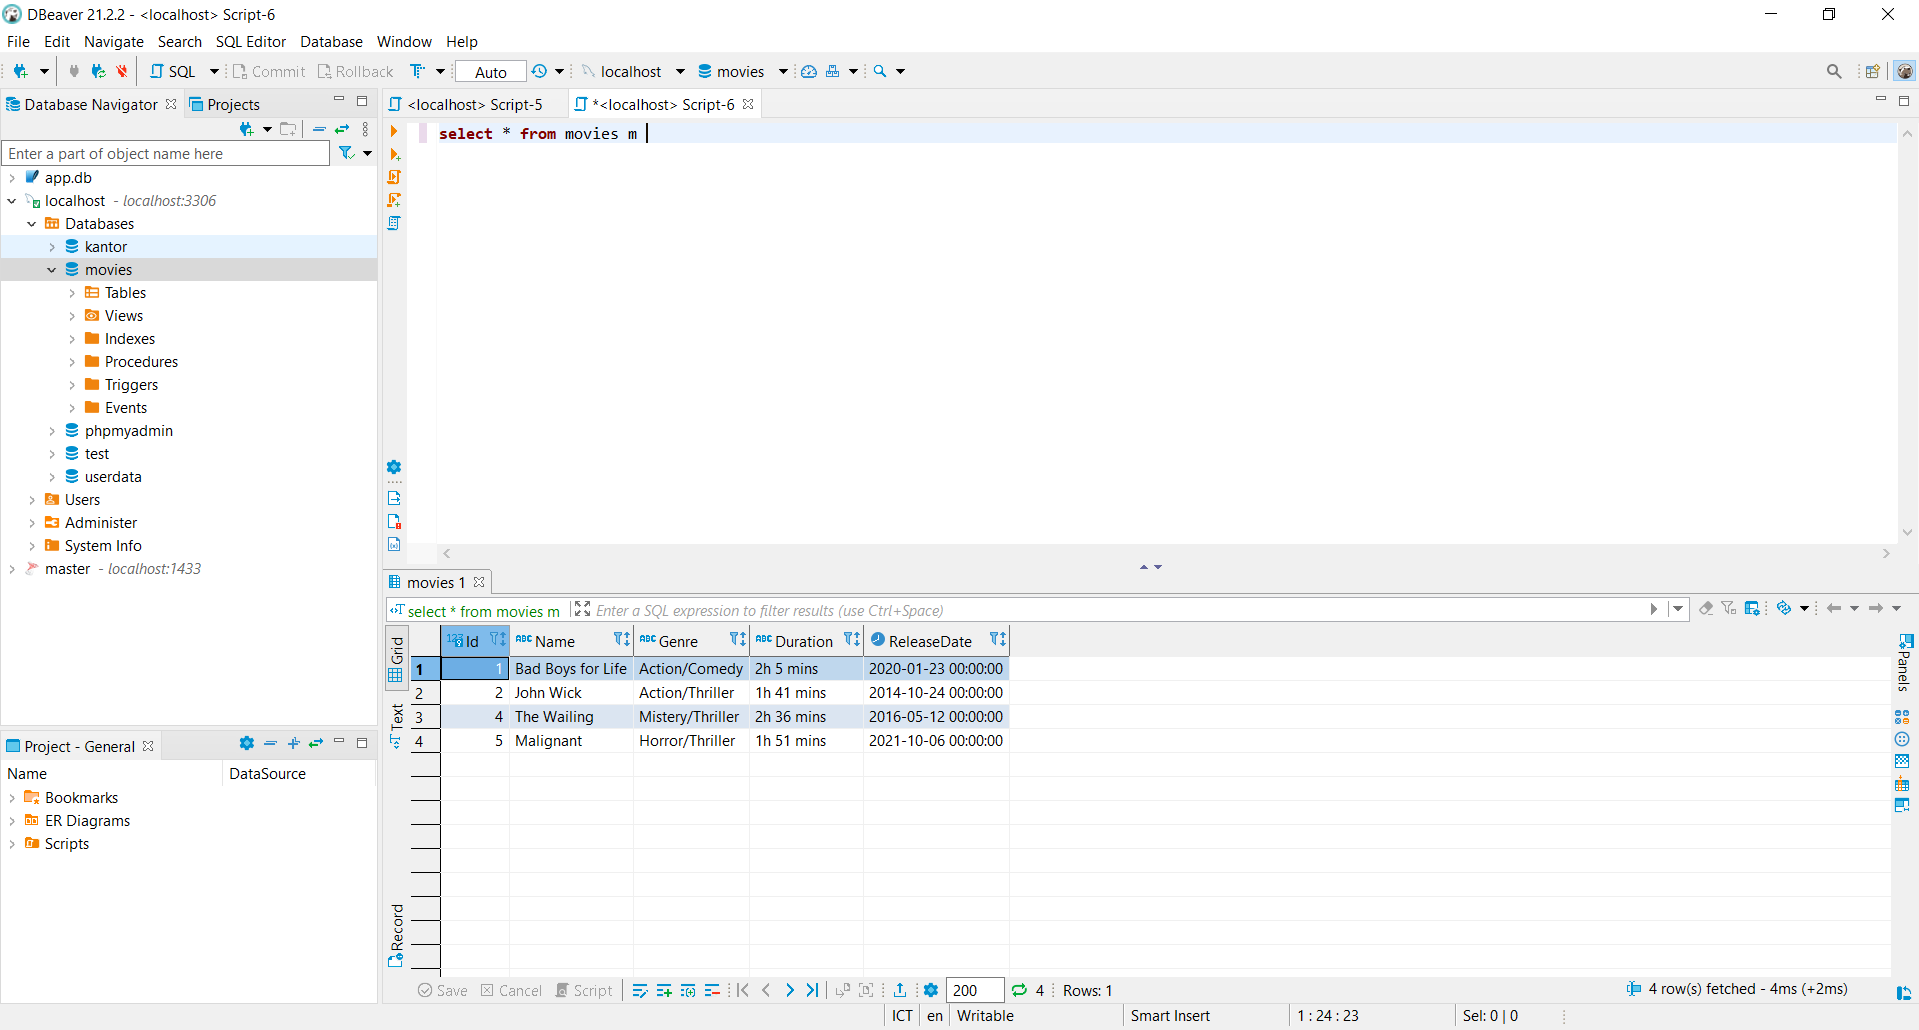 DBeaver 21.2.2 - <localhost> Script-6
File Edit Navigate Search SQL Editor Database Window Help
SQL Commit Rollback Auto localhost movies
Database Navigator Projects
Enter a part of object name here
app.db
localhost - localhost:3306
Databases
kantor
movies
Tables
Views
Indexes
Procedures
Triggers
Events
phpmyadmin
test
userdata
Users
Administer
System Info
master - localhost:1433
Project - General
Name DataSource
Bookmarks
ER Diagrams
Scripts
<localhost> Script-5 *<localhost> Script-6
select * from movies m
movies 1
select * from movies m Enter a SQL expression to filter results (use Ctrl+Space)
Grid
Text
Record
123 Id ABC Name ABC Genre ABC Duration ReleaseDate
1 1 Bad Boys for Life Action/Comedy 2h 5 mins 2020-01-23 00:00:00
2 2 John Wick Action/Thriller 1h 41 mins 2014-10-24 00:00:00
3 4 The Wailing Mistery/Thriller 2h 36 mins 2016-05-12 00:00:00
4 5 Malignant Horror/Thriller 1h 51 mins 2021-10-06 00:00:00
Panels
Save Cancel Script 200 4 Rows: 1 4 row(s) fetched - 4ms (+2ms)
ICT en Writable Smart Insert 1 : 24 : 23 Sel: 0 | 0